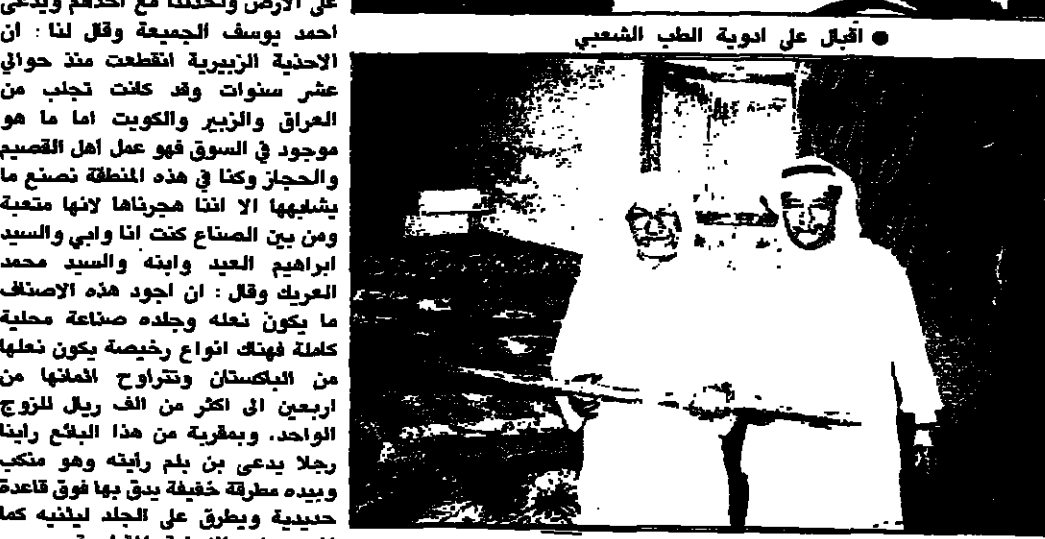 على الارض وتحدثنا مع احدهم ويدعى
احمد يوسف الجميعة وقال لنا : ان
الاحذية الزبيرية انقطعت منذ حوالي
عشر سنوات وقد كانت تجلب من
العراق والزبير والكويت اما ما هو
موجود في السوق فهو عمل أهل القصيم
والحجاز وكنا في هذه المنطقة نصنع ما
يشابهها الا اننا هجرناها لانها متعبة
ومن بين الصناع كنت انا وابي والسيد
ابراهيم العيد وابنه والسيد محمد
العريك وقال : ان اجود هذه الاصناف
ما يكون نعله وجلده صناعة محلية
كاملة فهناك انواع رخيصة يكون نعلها
من الباكستان وتتراوح اثمانها من
اربعين الى اكثر من الف ريال للزوج
الواحد، وبمقربة من هذا البائع راينا
رجلا يدعى بن بلم رأيته وهو منكب
وبيده مطرقة خفيفة يدق بها فوق قاعدة
حديدية ويطرق على الجلد ليثنيه كما
● اقبال على ادوية الطب الشعبي